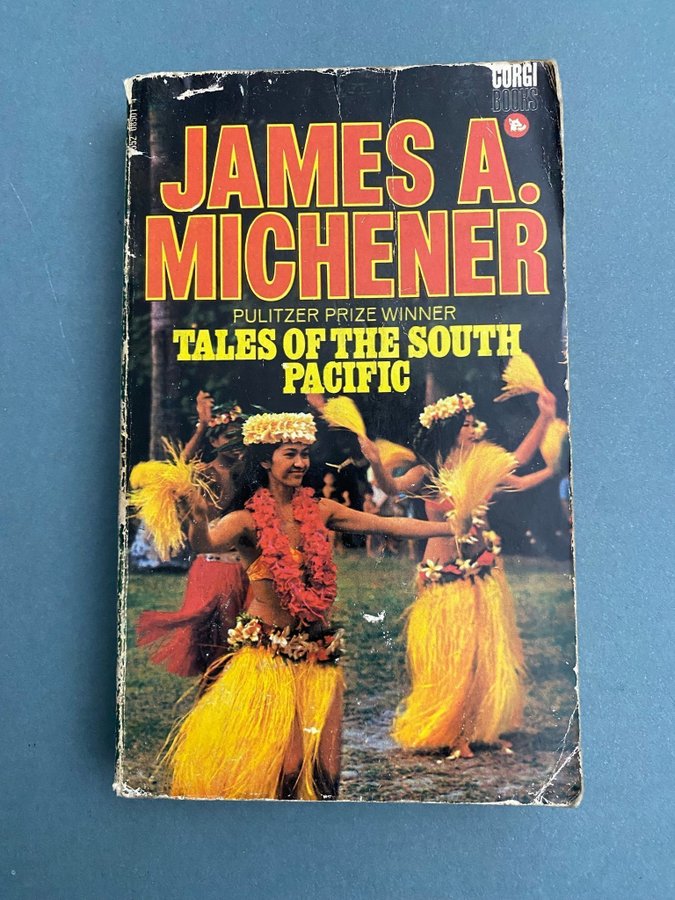 CORGI
BOOKS
JAMES A.
MICHENER
PULITZER PRIZE WINNER
TALES OF THE SOUTH
PACIFIC